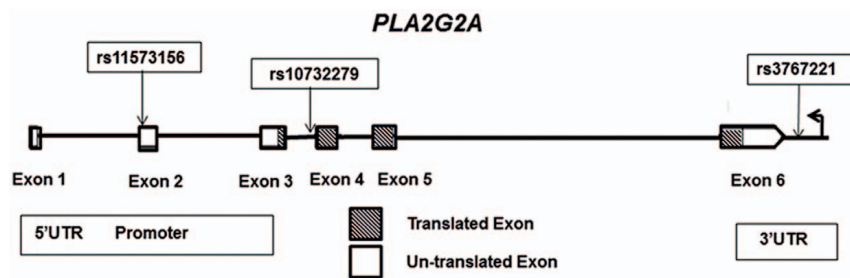 PLA2G2A
rs11573156
rs10732279
rs3767221
Exon 1
Exon 2
Exon 3
Exon 4
Exon 5
Exon 6
5'UTR Promoter
Translated Exon
3'UTR
Un-translated Exon